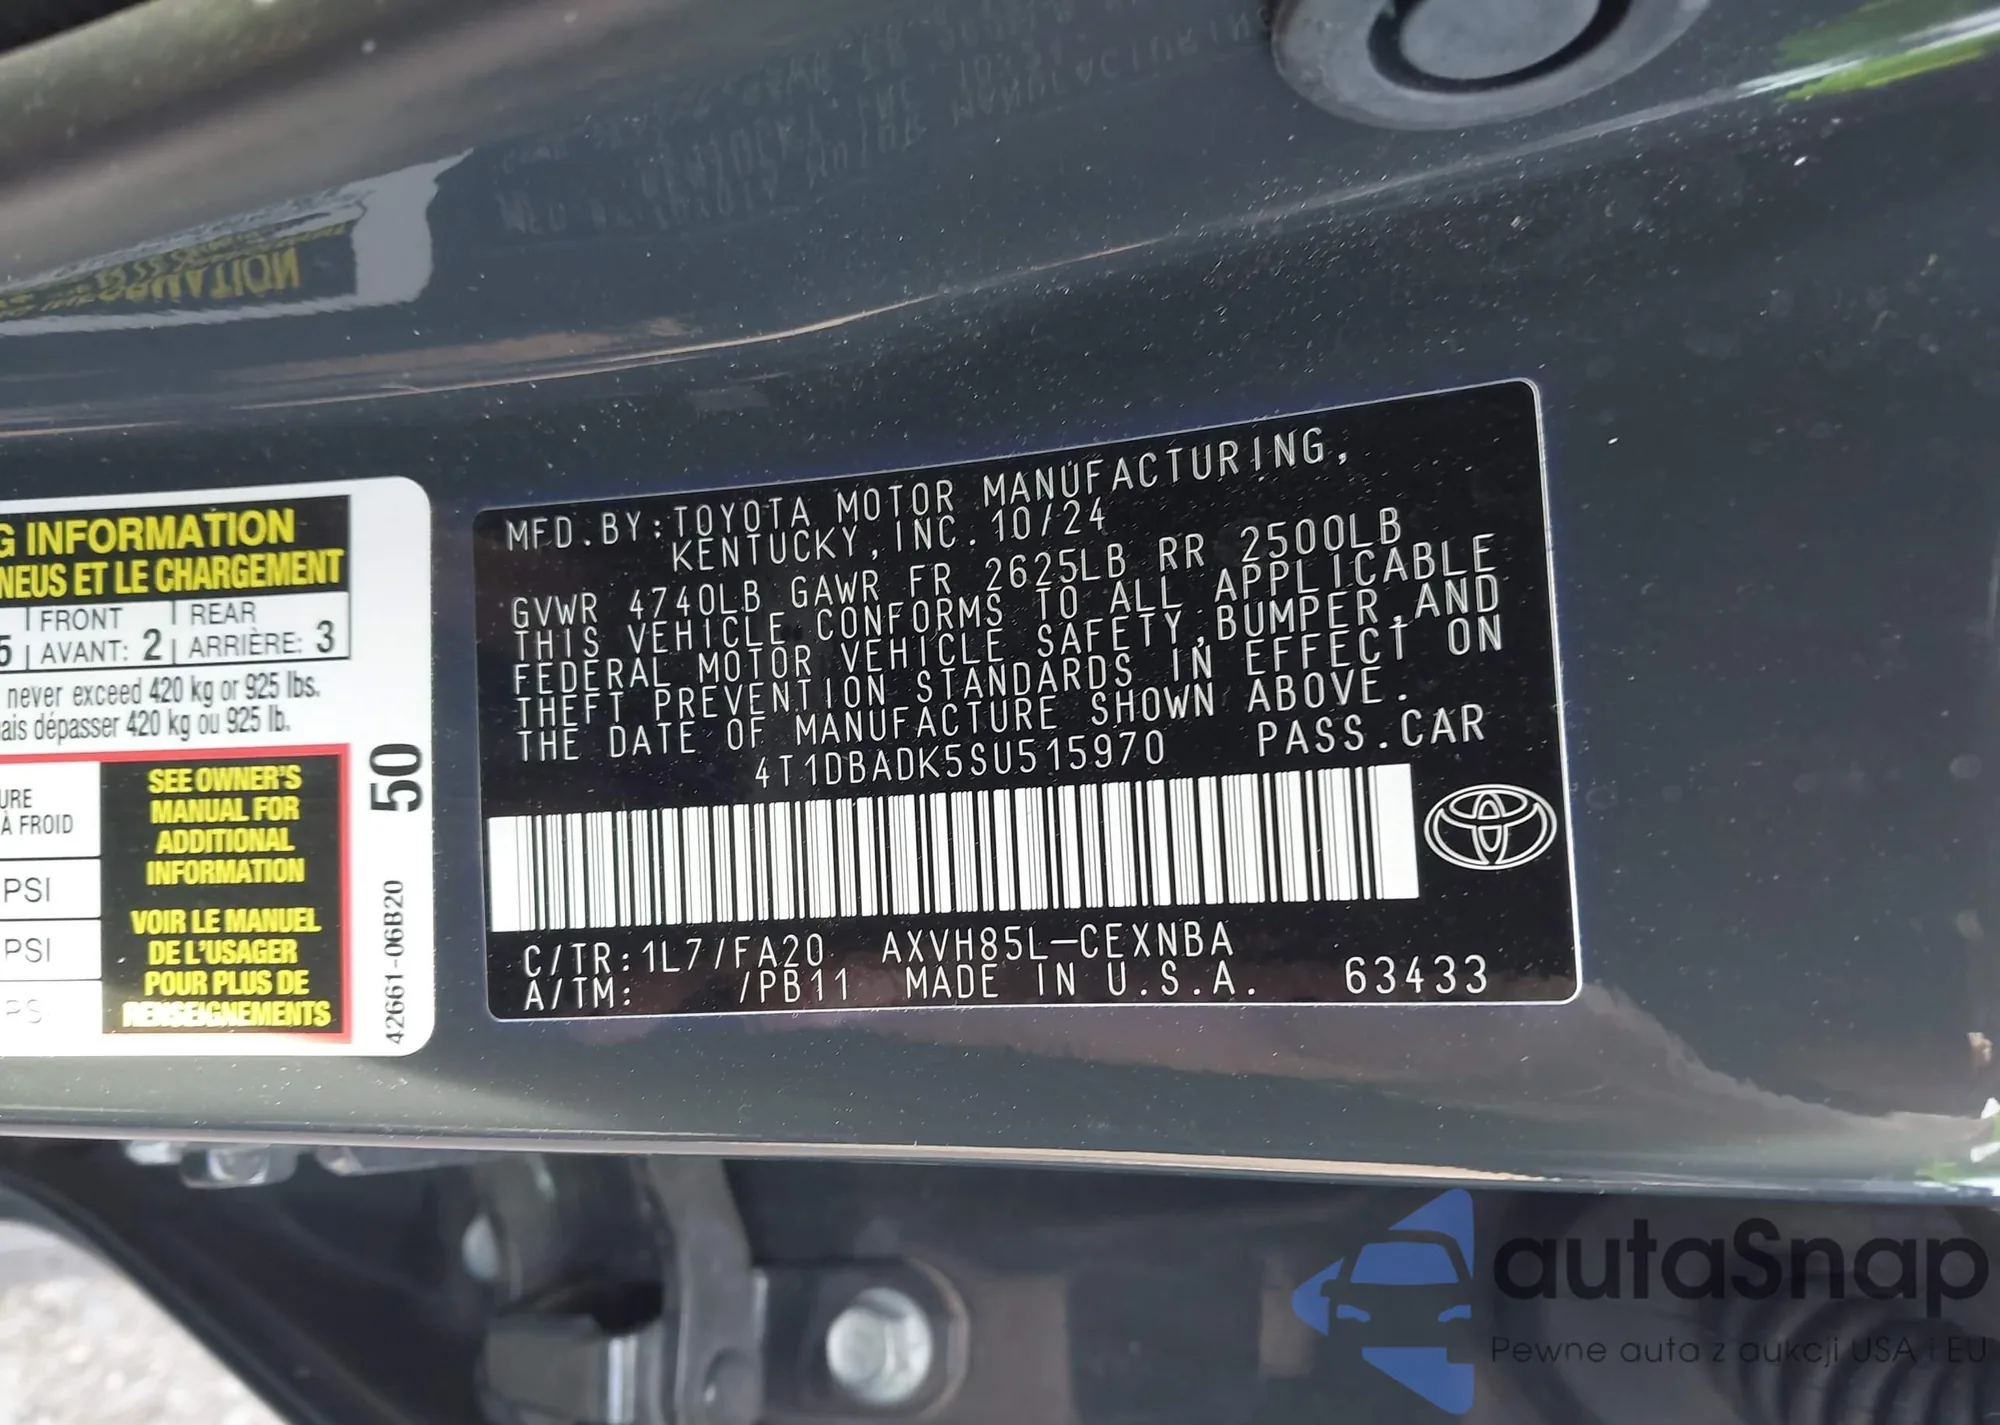 G INFORMATION
NEUS ET LE CHARGEMENT
5 | FRONT | REAR
AVANT: 2 | ARRIÈRE: 3
never exceed 420 kg or 925 lbs.
ais dépasser 420 kg ou 925 lb.
URE
À FROID
PSI
PSI
PS
SEE OWNER'S
MANUAL FOR
ADDITIONAL
INFORMATION
VOIR LE MANUEL
DE L'USAGER
POUR PLUS DE
RENSEIGNEMENTS
50
42661-06B20
MFD.BY:TOYOTA MOTOR MANUFACTURING,
KENTUCKY,INC. 10/24
GVWR 4740LB GAWR FR 2625LB RR 2500LB
THIS VEHICLE CONFORMS TO ALL APPLICABLE
FEDERAL MOTOR VEHICLE SAFETY,BUMPER,AND
THEFT PREVENTION STANDARDS IN EFFECT ON
THE DATE OF MANUFACTURE SHOWN ABOVE.
4T1DBADK5SU515970 PASS.CAR
C/TR:1L7/FA20 AXVH85L-CEXNBA
A/TM: /PB11 MADE IN U.S.A. 63433
autaSnap
Pewne auta z aukcji USA i EU